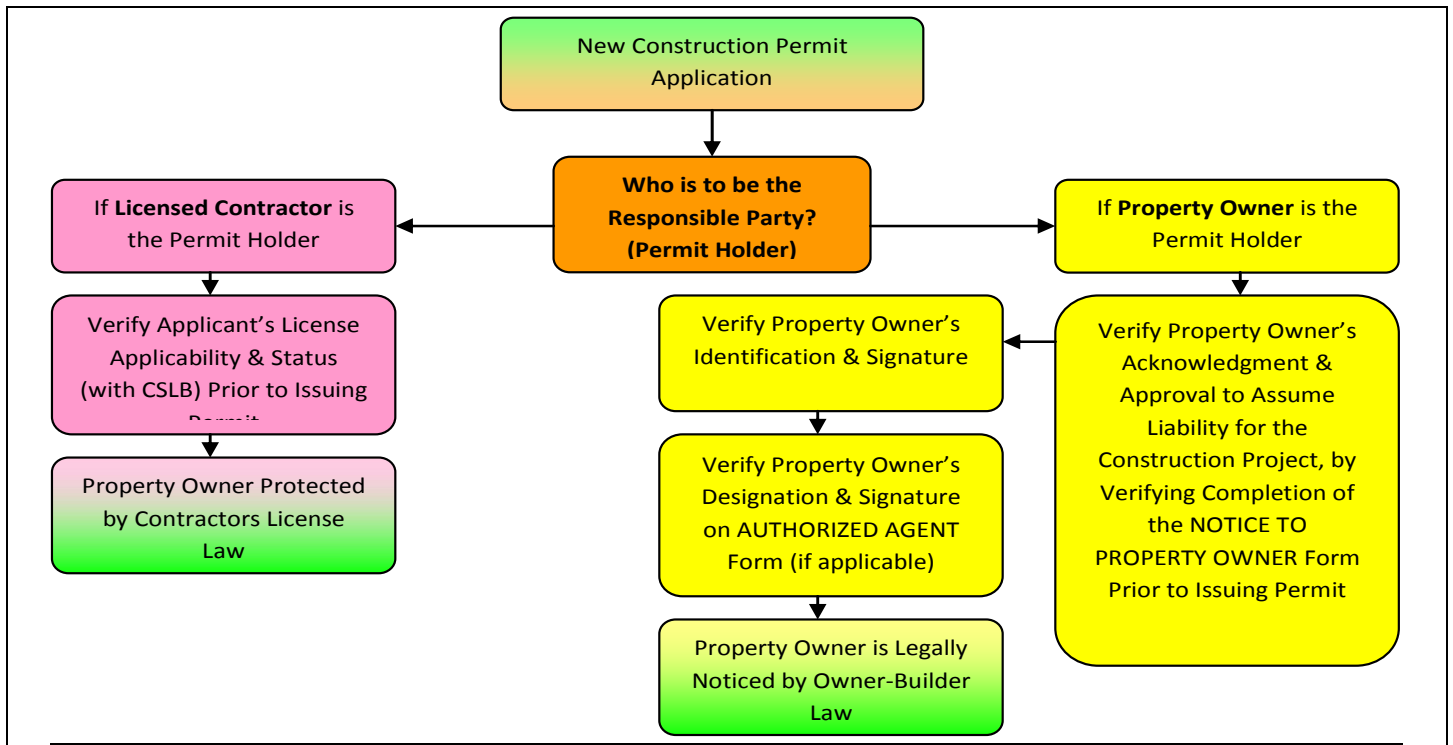 New Construction Permit
Application
Who is to be the
Responsible Party?
(Permit Holder)
If Licensed Contractor is
the Permit Holder
Verify Applicant’s License
Applicability & Status
(with CSLB) Prior to Issuing
Permit
Property Owner Protected
by Contractors License
Law
If Property Owner is the
Permit Holder
Verify Property Owner’s
Acknowledgment &
Approval to Assume
Liability for the
Construction Project, by
Verifying Completion of
the NOTICE TO
PROPERTY OWNER Form
Prior to Issuing Permit
Verify Property Owner’s
Identification & Signature
Verify Property Owner’s
Designation & Signature
on AUTHORIZED AGENT
Form (if applicable)
Property Owner is Legally
Noticed by Owner-Builder
Law